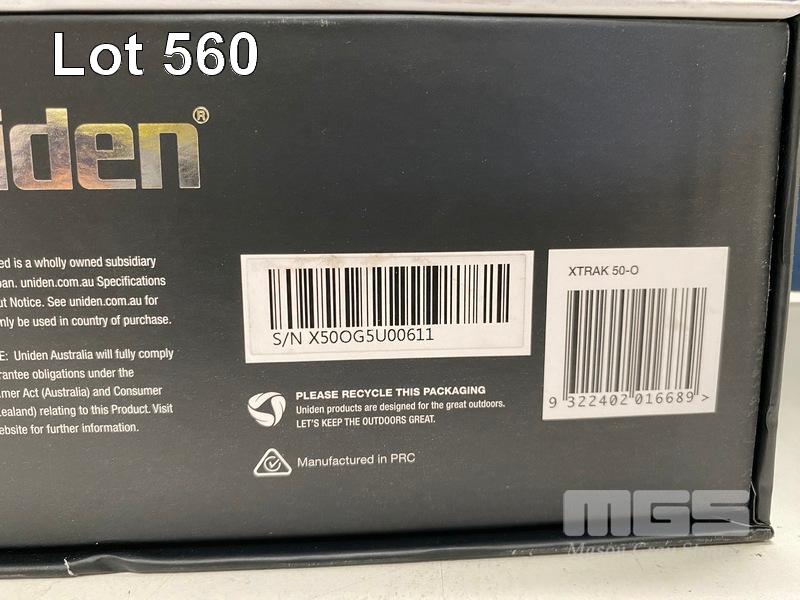 Lot 560
iden®
ed is a wholly owned subsidiary
pan. uniden.com.au Specifications
ut Notice. See uniden.com.au for
nly be used in country of purchase.
E: Uniden Australia will fully comply
rantee obligations under the
mer Act (Australia) and Consumer
ealand) relating to this Product. Visit
ebsite for further information.
S/N X50OG5U00611
PLEASE RECYCLE THIS PACKAGING
Uniden products are designed for the great outdoors.
LET'S KEEP THE OUTDOORS GREAT.
Manufactured in PRC
XTRAK 50-O
9 322402 016689 >
MGS
Mason Gray St